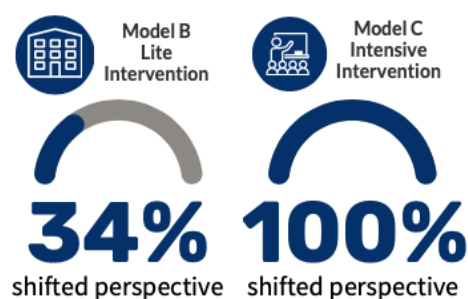 Model B
Lite
Intervention
34%
shifted perspective
Model C
Intensive
Intervention
100%
shifted perspective